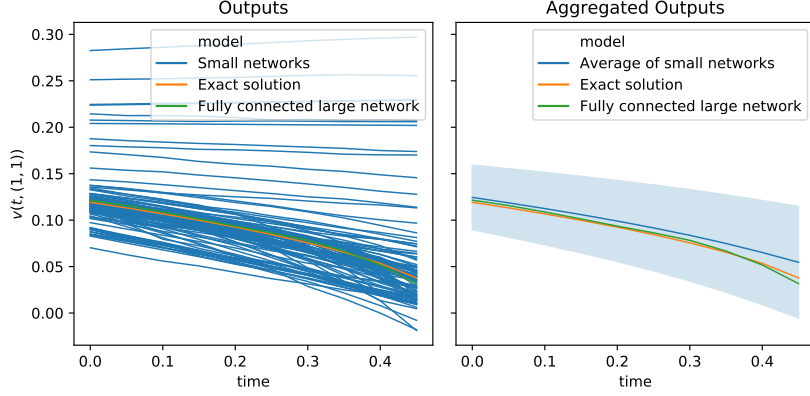 Outputs
Aggregated Outputs
v(t, (1, 1))
0.30
0.25
0.20
0.15
0.10
0.05
0.00
model
Small networks
Exact solution
Fully connected large network
0.0 0.1 0.2 0.3 0.4
time
model
Average of small networks
Exact solution
Fully connected large network
0.0 0.1 0.2 0.3 0.4
time